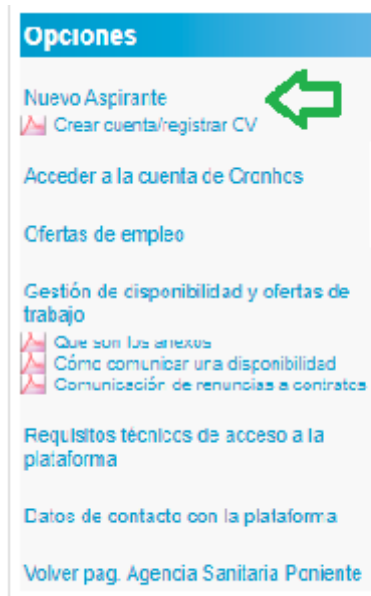 Opciones
Nuevo Aspirante
Crear cuenta/registrar CV
Acceder a la cuenta de Cronhos
Ofertas de empleo
Gestión de disponibilidad y ofertas de
trabajo
Que son los anexos
Cómo comunicar una disponibilidad
Comunicación de renuncias a contratos
Requisitos técnicos de acceso a la
plataforma
Datos de contacto con la plataforma
Volver pag. Agencia Sanitaria Poniente